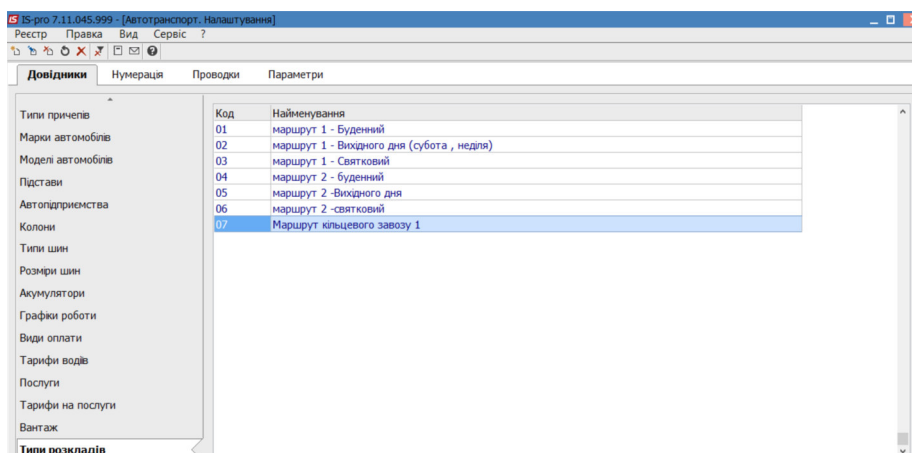 IS IS-pro 7.11.045.999 - [Автотранспорт. Налаштування]
Реєстр Правка Вид Сервіс ?
Довідники Нумерація Проводки Параметри
Типи причепів
Марки автомобілів
Моделі автомобілів
Підстави
Автопідприємства
Колони
Типи шин
Розміри шин
Акумулятори
Графіки роботи
Види оплати
Тарифи водіїв
Послуги
Тарифи на послуги
Вантаж
Типи розкладів
Код Найменування
01 маршрут 1 - Буденний
02 маршрут 1 - Вихідного дня (субота , неділя)
03 маршрут 1 - Святковий
04 маршрут 2 - буденний
05 маршрут 2 -Вихідного дня
06 маршрут 2 -святковий
07 Маршрут кільцевого завозу 1